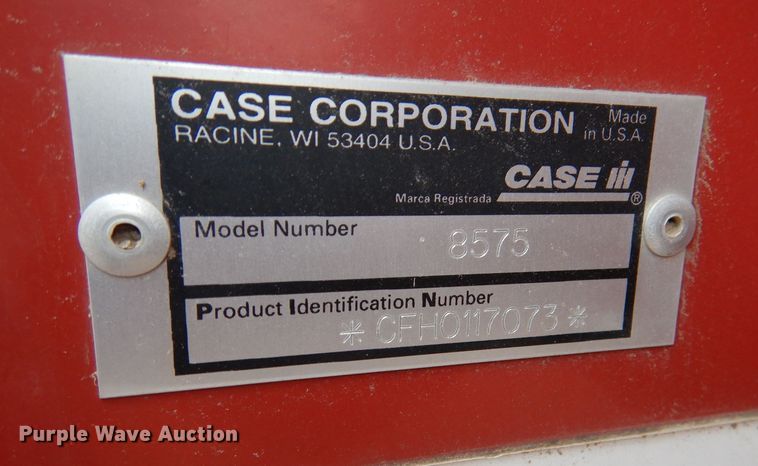 CASE CORPORATION
Made
in U.S.A.
RACINE, WI 53404 U.S.A.
CASE IH
Marca Registrada ®
Model Number
8575
Product Identification Number
* CFH0117073 *
Purple Wave Auction